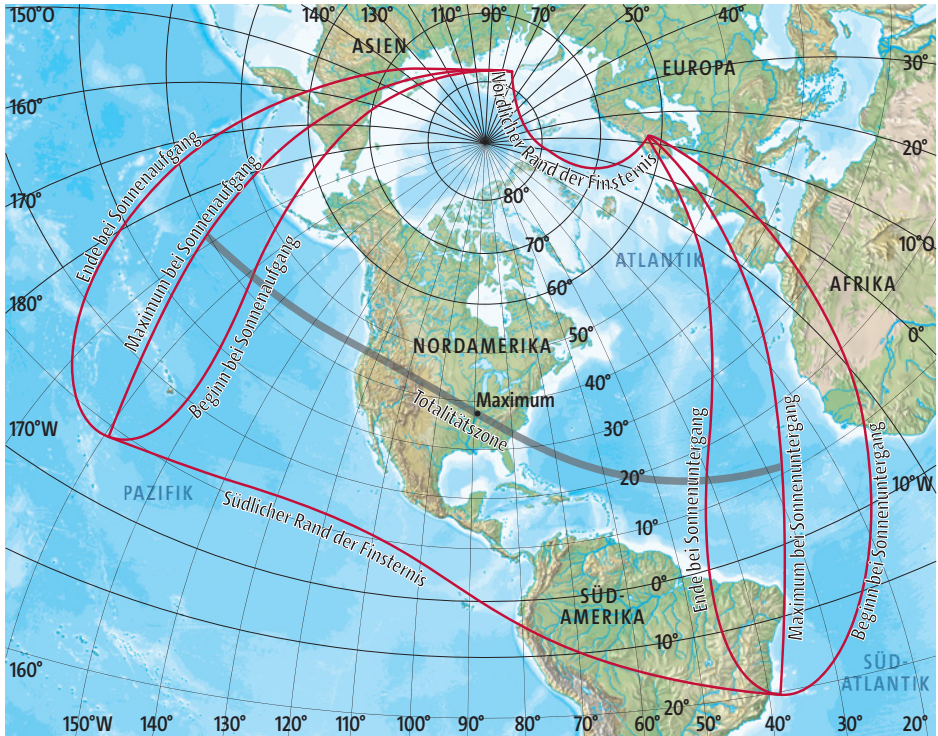 150°O
140°
130°
110°
90°
70°
50°
40°
ASIEN
EUROPA
30°
160°
Nördlicher Rand der Finsternis
20°
170°
Ende bei Sonnenaufgang
Maximum bei Sonnenaufgang
Beginn bei Sonnenaufgang
80°
70°
60°
50°
40°
30°
20°
10°
0°
10°
20°
10°O
ATLANTIK
AFRIKA
180°
0°
NORDAMERIKA
Maximum
Totalitätszone
170°W
10°W
PAZIFIK
Südlicher Rand der Finsternis
Ende bei Sonnenuntergang
Maximum bei Sonnenuntergang
Beginn bei Sonnenuntergang
SÜD-
AMERIKA
SÜD-
ATLANTIK
160°
150°W
140°
130°
120°
110°
100°
90°
80°
70°
60°
50°
40°
30°
20°